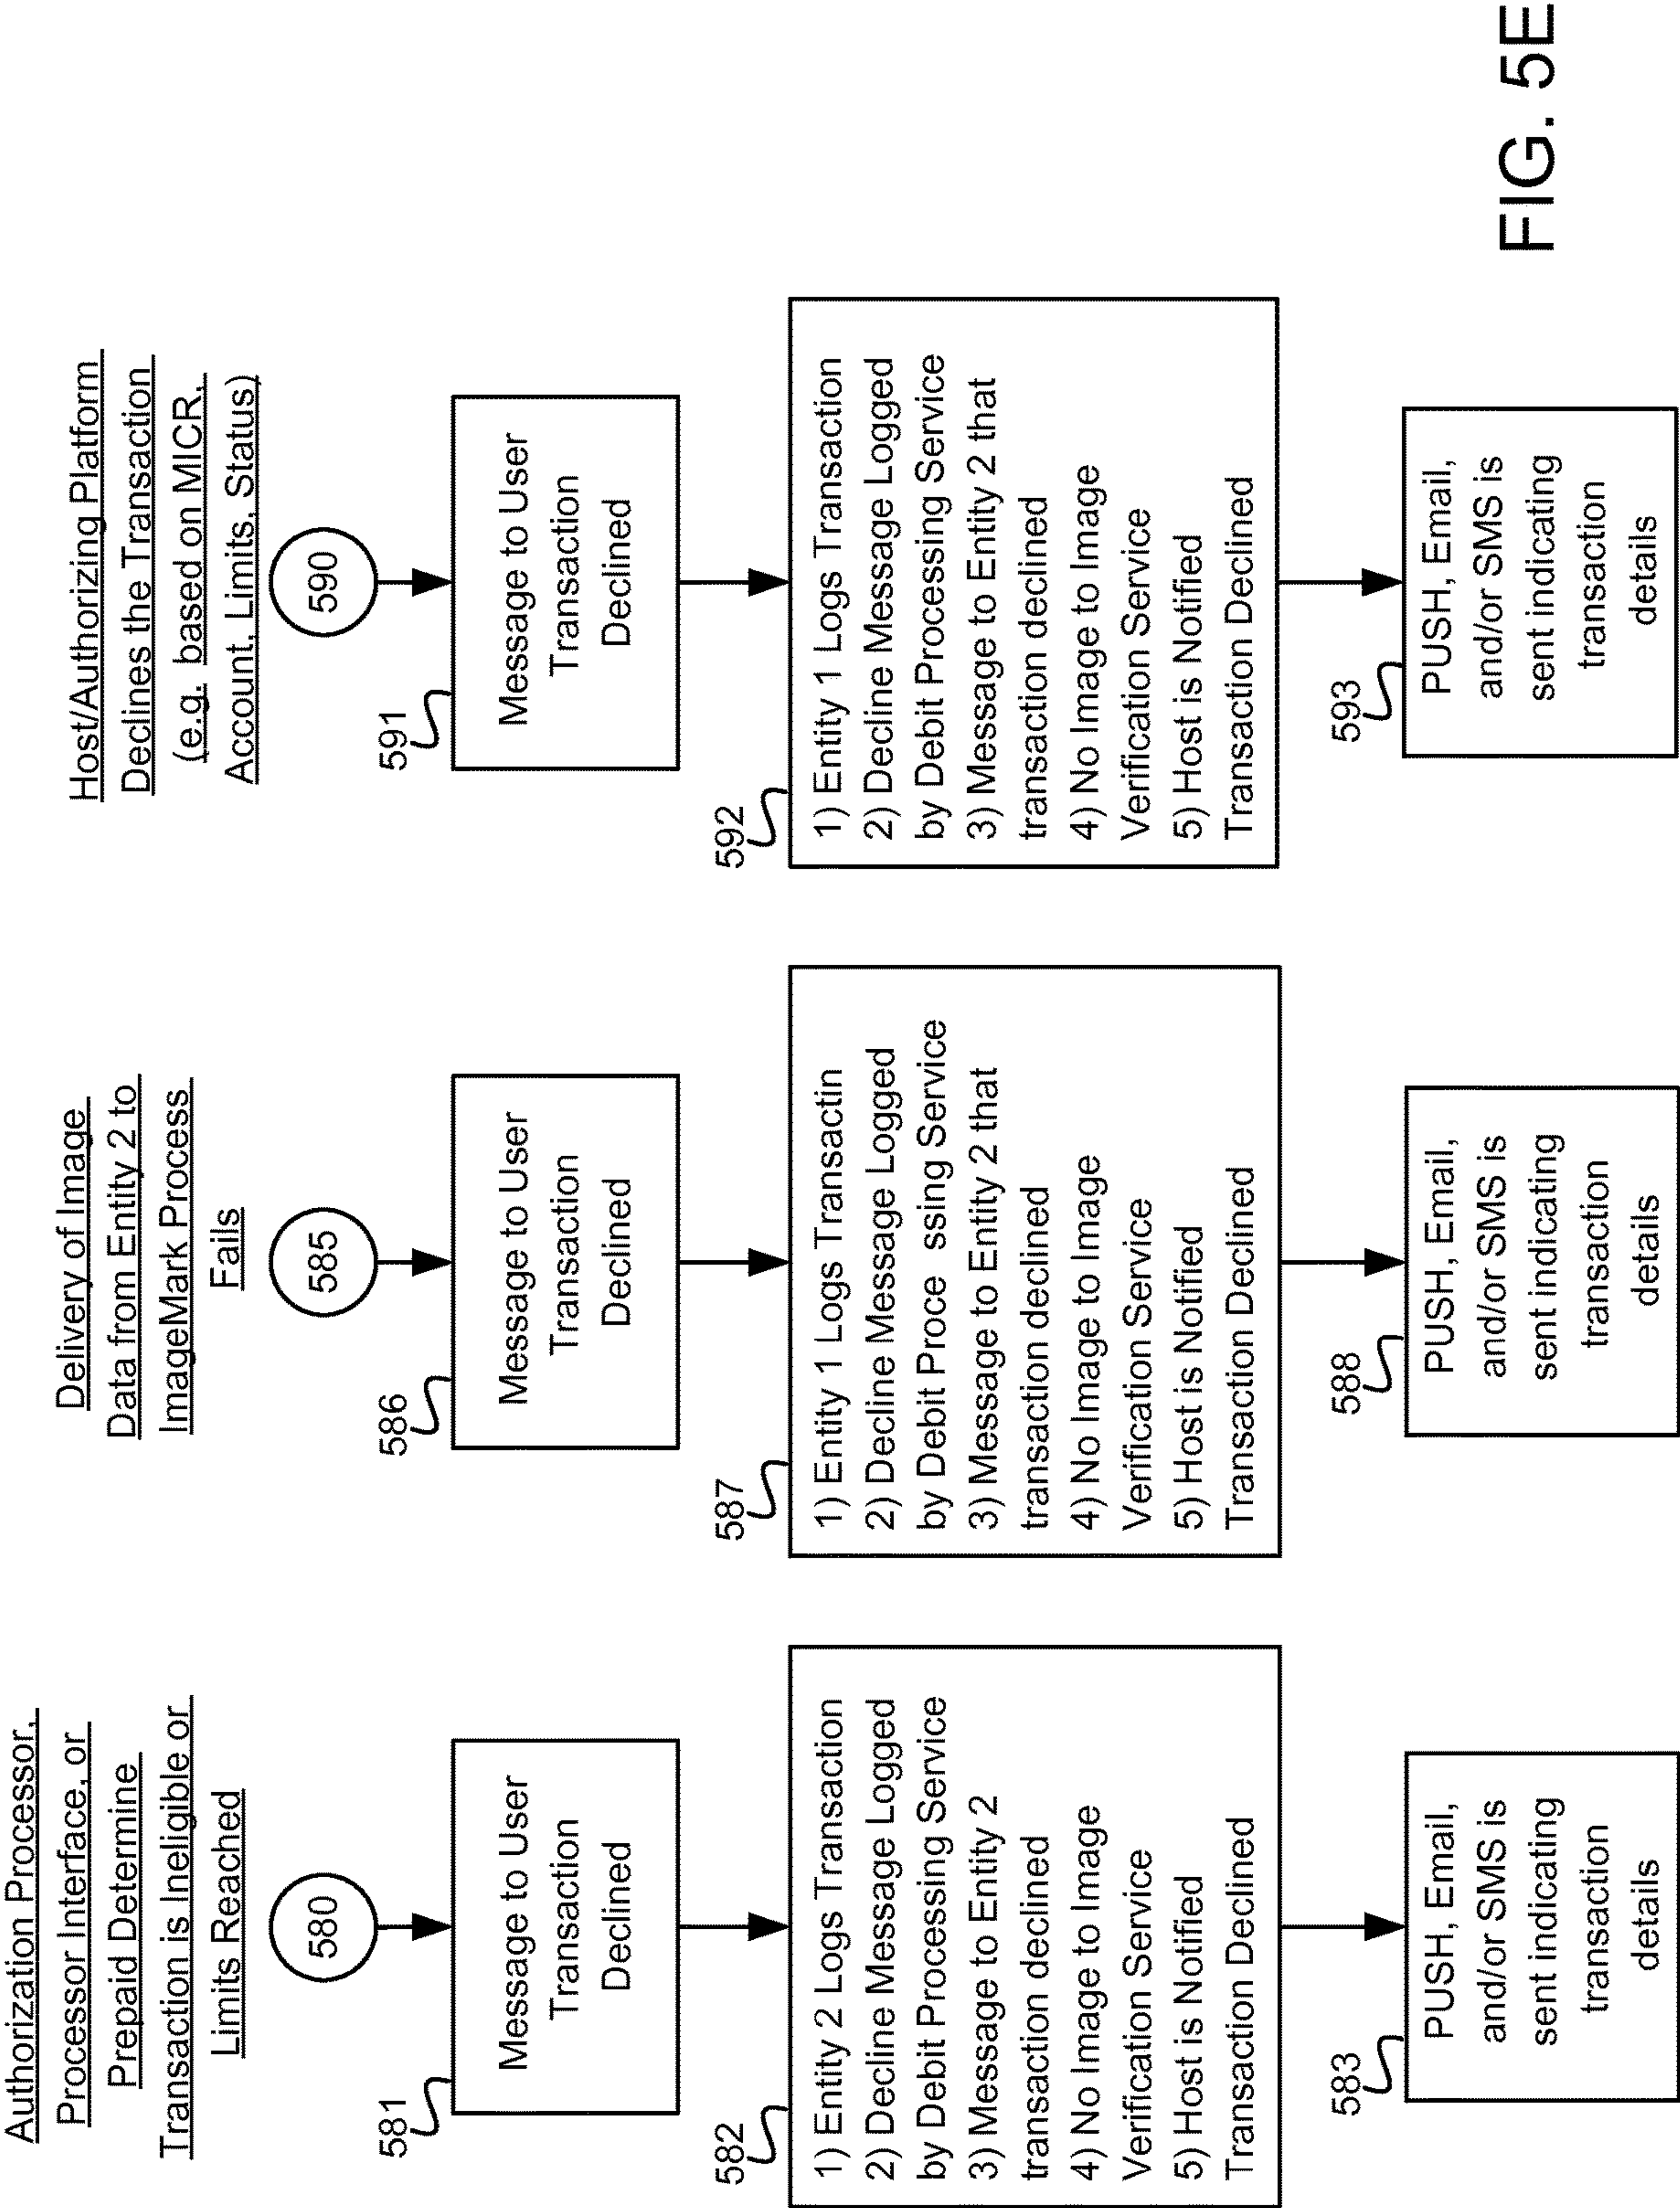 Authorization Processor,
Processor Interface, or
Prepaid Determine
Transaction is Ineligible or
Limits Reached
580
581
Message to User
Transaction
Declined
582
1) Entity 2 Logs Transaction
2) Decline Message Logged
by Debit Processing Service
3) Message to Entity 2
transaction declined
4) No Image to Image
Verification Service
5) Host is Notified
Transaction Declined
583
PUSH, Email,
and/or SMS is
sent indicating
transaction
details
Delivery of Image
Data from Entity 2 to
ImageMark Process
Fails
585
586
Message to User
Transaction
Declined
587
1) Entity 1 Logs Transactin
2) Decline Message Logged
by Debit Proce ssing Service
3) Message to Entity 2 that
transaction declined
4) No Image to Image
Verification Service
5) Host is Notified
Transaction Declined
588
PUSH, Email,
and/or SMS is
sent indicating
transaction
details
Host/Authorizing Platform
Declines the Transaction
(e.g. based on MICR,
Account, Limits, Status)
590
591
Message to User
Transaction
Declined
592
1) Entity 1 Logs Transaction
2) Decline Message Logged
by Debit Processing Service
3) Message to Entity 2 that
transaction declined
4) No Image to Image
Verification Service
5) Host is Notified
Transaction Declined
593
PUSH, Email,
and/or SMS is
sent indicating
transaction
details
FIG. 5E